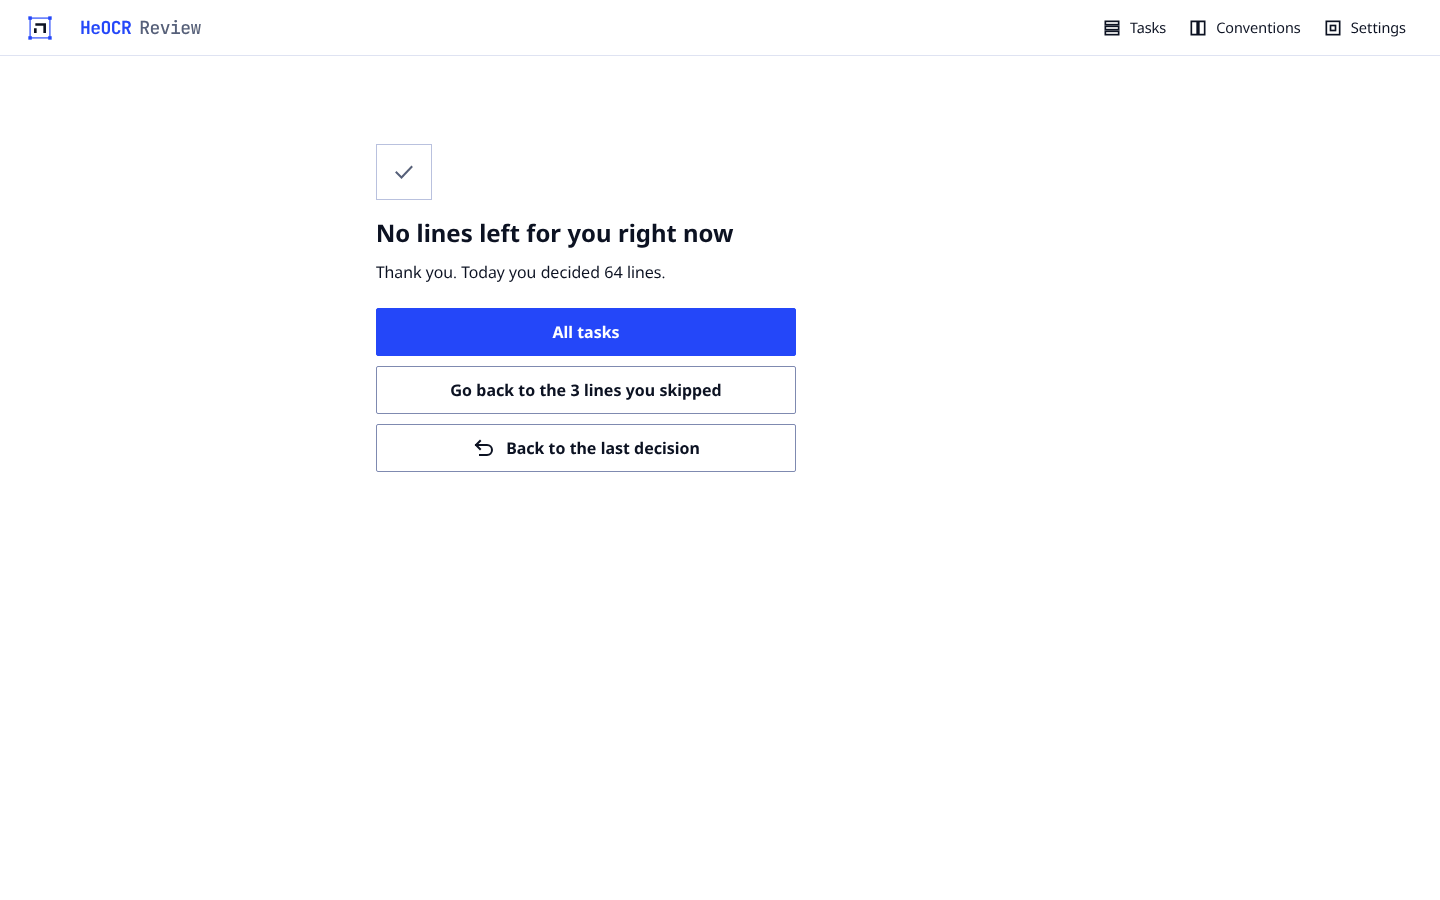 HeOCR Review
Tasks
Conventions
Settings
No lines left for you right now
Thank you. Today you decided 64 lines.
All tasks
Go back to the 3 lines you skipped
Back to the last decision